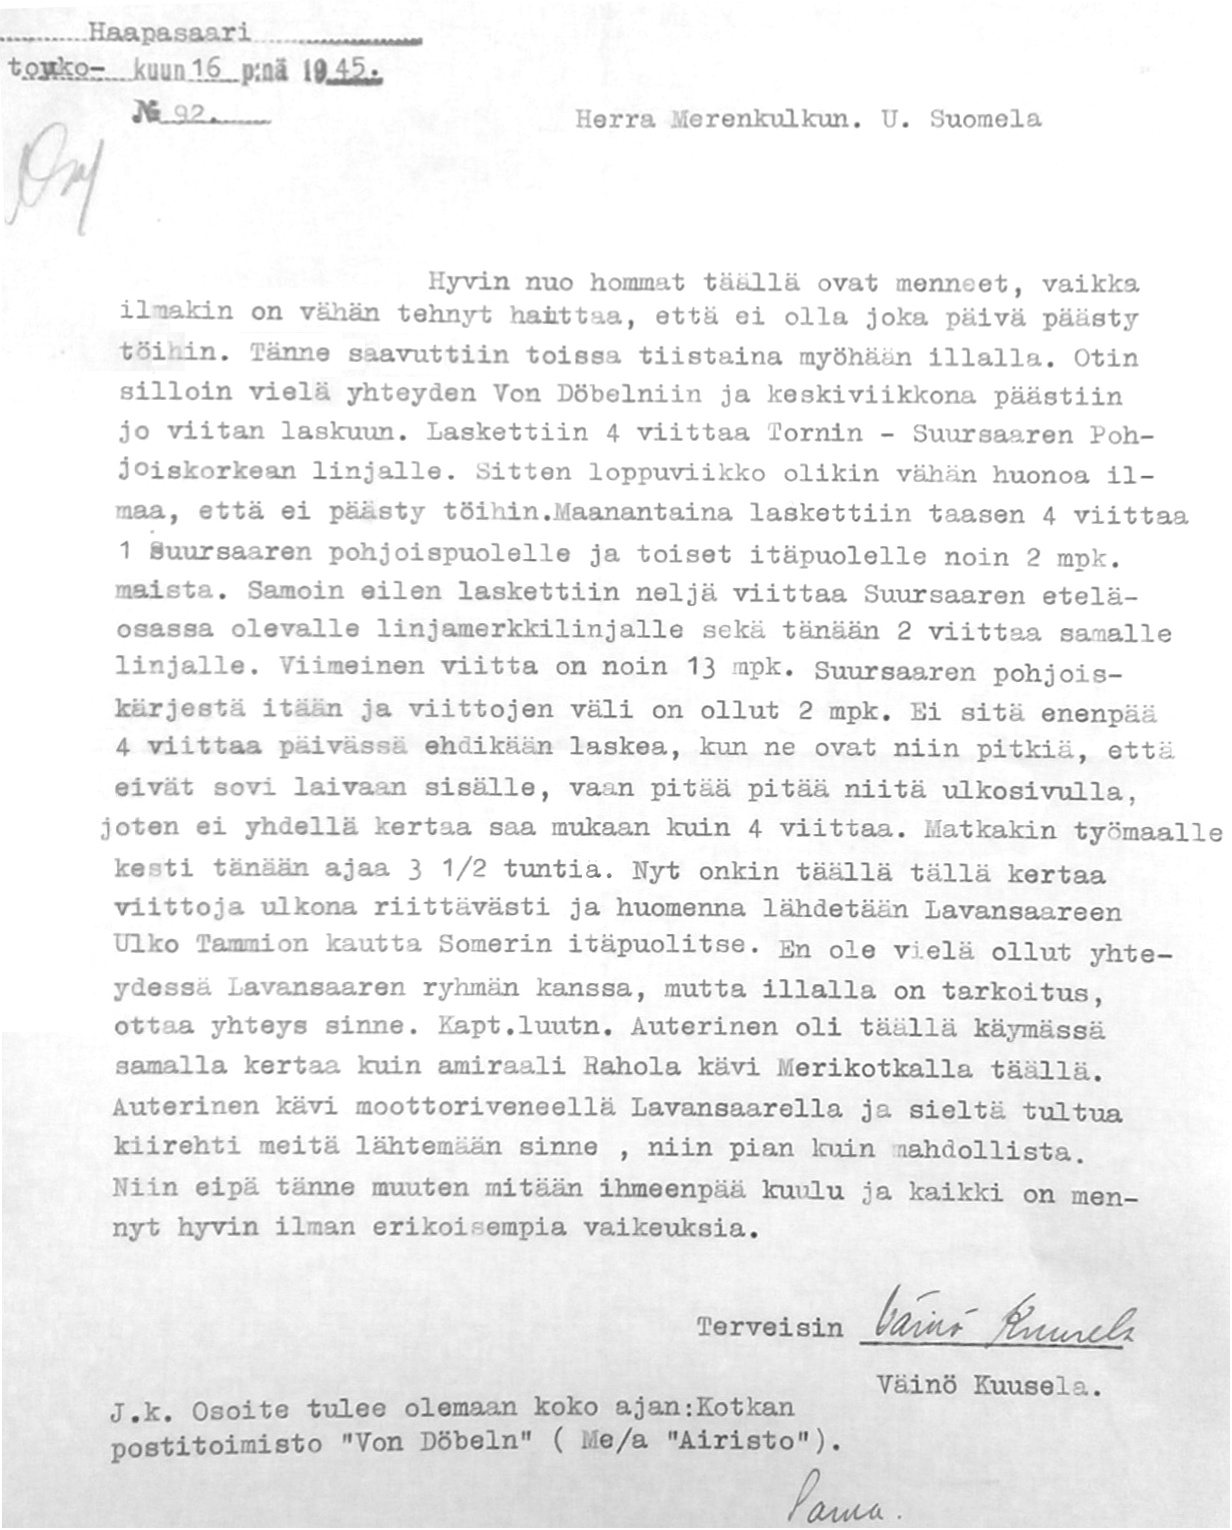 Haapasaari
touko- kuun 16 p:nä 1945.
№ 92.
Herra Merenkulkun. U. Suomela
Hyvin nuo hommat täällä ovat menneet, vaikka
ilmakin on vähän tehnyt haittaa, että ei olla joka päivä päästy
töihin. Tänne saavuttiin toissa tiistaina myöhään illalla. Otin
silloin vielä yhteyden Von Döbelniin ja keskiviikkona päästiin
jo viitan laskuun. Laskettiin 4 viittaa Tornin - Suursaaren Poh-
joiskorkean linjalle. Sitten loppuviikko olikin vähän huonoa il-
maa, että ei päästy töihin.Maanantaina laskettiin taasen 4 viittaa
1 Suursaaren pohjoispuolelle ja toiset itäpuolelle noin 2 mpk.
maista. Samoin eilen laskettiin neljä viittaa Suursaaren etelä-
osassa olevalle linjamerkkilinjalle sekä tänään 2 viittaa samalle
linjalle. Viimeinen viitta on noin 13 mpk. Suursaaren pohjois-
kärjestä itään ja viittojen väli on ollut 2 mpk. Ei sitä enenpää
4 viittaa päivässä ehdikään laskea, kun ne ovat niin pitkiä, että
eivät sovi laivaan sisälle, vaan pitää pitää niitä ulkosivulla,
joten ei yhdellä kertaa saa mukaan kuin 4 viittaa. Matkakin työmaalle
kesti tänään ajaa 3 1/2 tuntia. Nyt onkin täällä tällä kertaa
viittoja ulkona riittävästi ja huomenna lähdetään Lavansaareen
Ulko Tammion kautta Somerin itäpuolitse. En ole vielä ollut yhte-
ydessä Lavansaaren ryhmän kanssa, mutta illalla on tarkoitus,
ottaa yhteys sinne. Kapt.luutn. Auterinen oli täällä käymässä
samalla kertaa kuin amiraali Rahola kävi Merikotkalla täällä.
Auterinen kävi moottoriveneellä Lavansaarella ja sieltä tultua
kiirehti meitä lähtemään sinne , niin pian kuin mahdollista.
Niin eipä tänne muuten mitään ihmeenpää kuulu ja kaikki on men-
nyt hyvin ilman erikoisempia vaikeuksia.
Terveisin Väinö Kuusela
Väinö Kuusela.
J.k. Osoite tulee olemaan koko ajan:Kotkan
postitoimisto "Von Döbeln" ( Me/a "Airisto").
Sama.